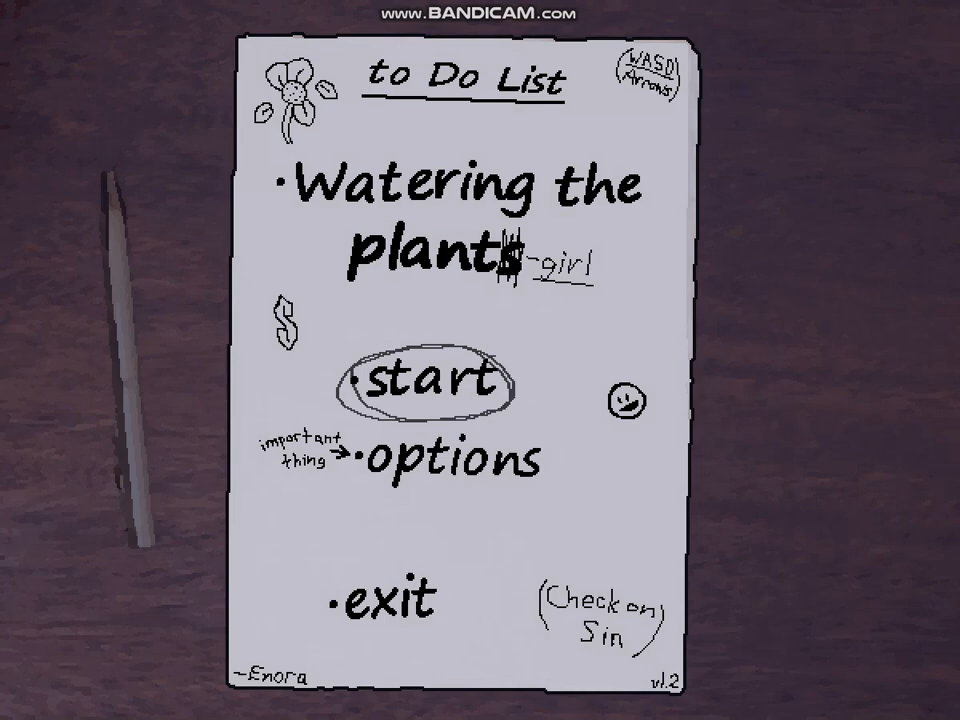 www.BANDICAM.com
to Do List
(WASD
Arrows)
·Watering the
plants-girl
·start
important
thing → ·options
·exit
(Check on
Sin)
-Enora
v1.2